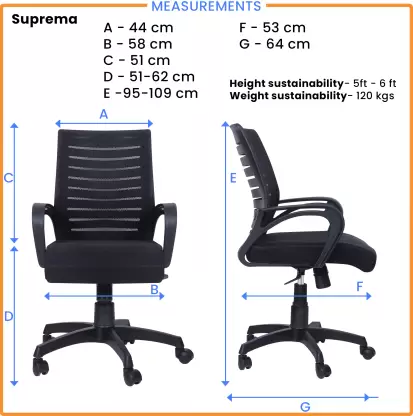 MEASUREMENTS
Suprema
A - 44 cm
B - 58 cm
C - 51 cm
D - 51-62 cm
E -95-109 cm
F - 53 cm
G - 64 cm
Height sustainability- 5ft - 6 ft
Weight sustainability- 120 kgs
A
C
B
D
E
F
G